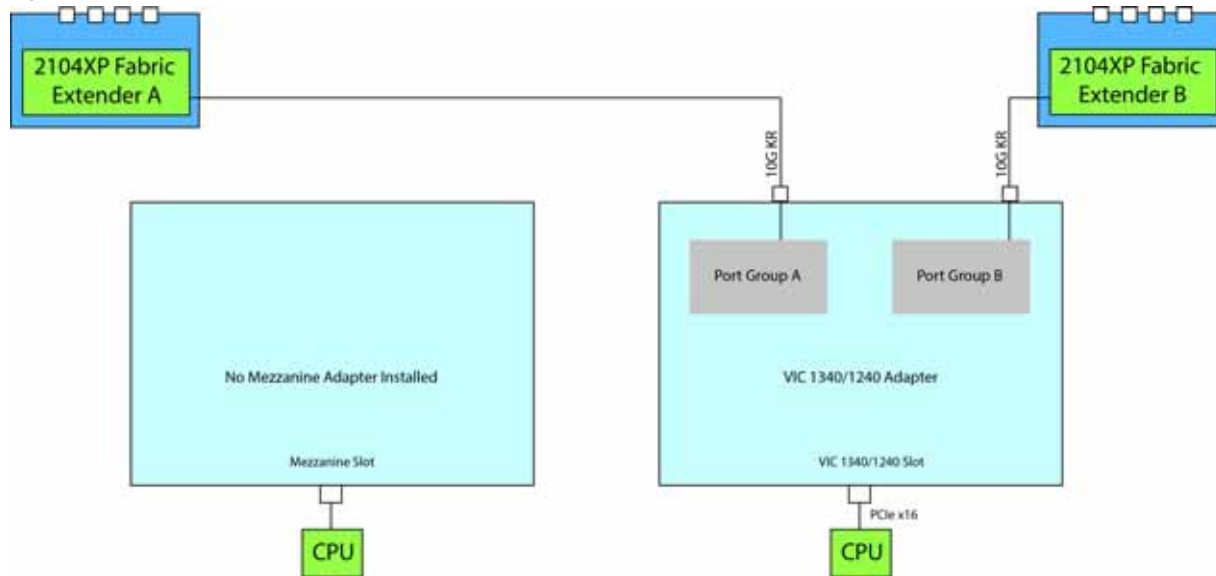 2104XP Fabric
Extender A
2104XP Fabric
Extender B
10G KR
10G KR
Port Group A
Port Group B
No Mezzanine Adapter Installed
VIC 1340/1240 Adapter
Mezzanine Slot
VIC 1340/1240 Slot
PCIe x16
CPU
CPU